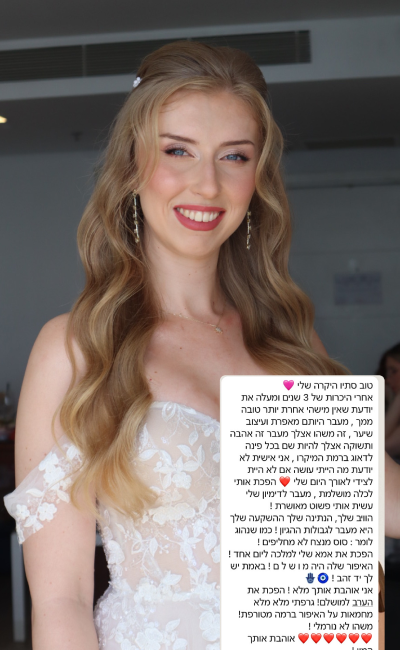 טוב סתיו היקרה שלי 💖
אחרי היכרות של 3 שנים ומעלה את
יודעת שאין מישהי אחרת יותר טובה
ממך , מעבר היותם מאפרת ועיצוב
שיער , זה משהו אצלך מעבר זה אהבה
ותשוקה אצלך להיות שם בכל פינה
לדאוג ברמת המיקרו , אני אישית לא
יודעת מה הייתי עושה אם לא היית
לצידי לאורך היום שלי ❤️ הפכת אותי
לכלה מושלמת , מעבר לדימיון שלי
עשית אותי פשוט מאושרת !
הוויב שלך, הנתינה שלך ההשקעה שלך
היא מעבר לגבולות ההגיון ! כמו שנהוג
לומר : סוס מנצח לא מחליפים !
הפכת את אמא שלי למלכה ליום אחד !
האיפור שלה היה מ ו ש ל ם ! באמת יש
לך יד זהב ! 🧿🪬
אני אוהבת אותך מלא ! הפכת את
הערב למושלם! גרפתי מלא מלא
מחמאות על האיפור ברמה מטורפת!
משהו לא נורמלי !
❤️❤️❤️❤️❤️❤️ אוהבת אותך